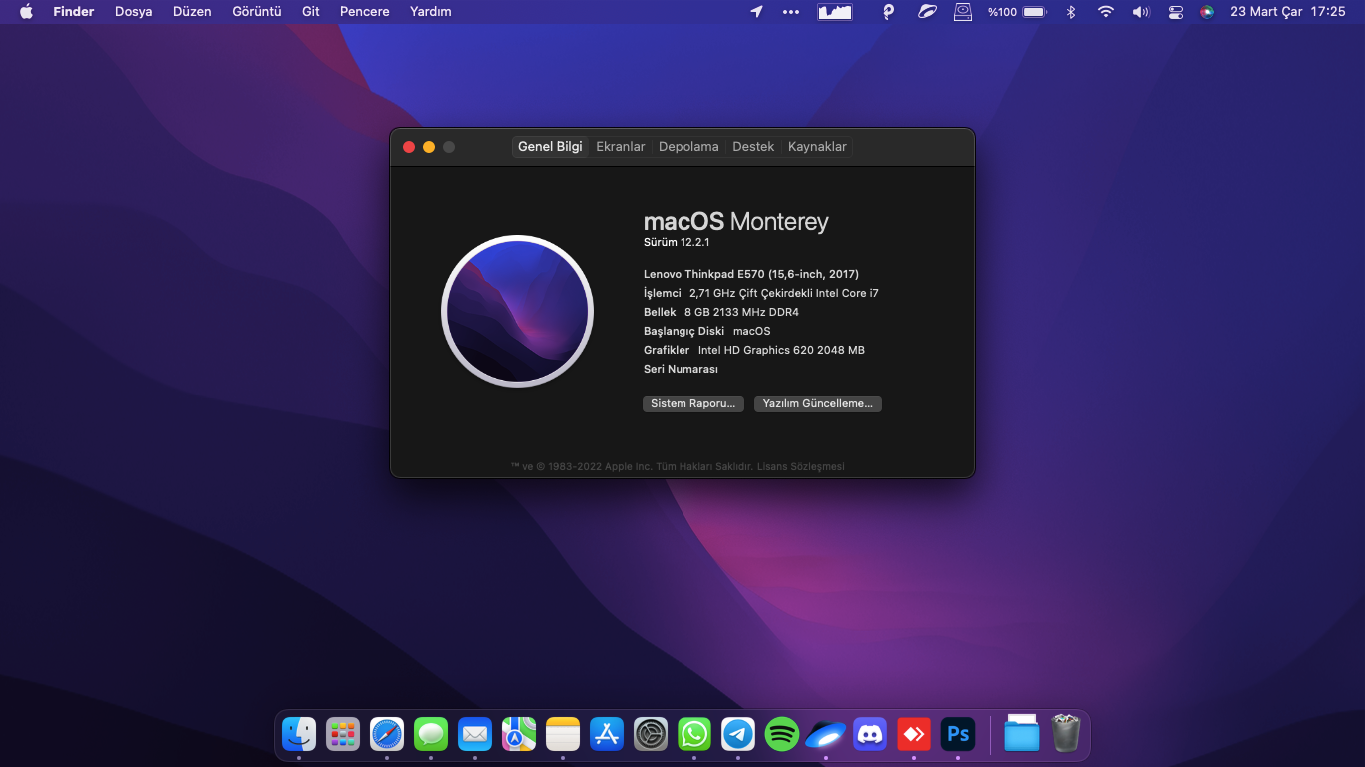 Finder Dosya Düzen Görüntü Git Pencere Yardım %100 23 Mart Çar 17:25
Genel Bilgi Ekranlar Depolama Destek Kaynaklar
macOS Monterey
Sürüm 12.2.1
Lenovo Thinkpad E570 (15,6-inch, 2017)
İşlemci 2,71 GHz Çift Çekirdekli Intel Core i7
Bellek 8 GB 2133 MHz DDR4
Başlangıç Diski macOS
Grafikler Intel HD Graphics 620 2048 MB
Seri Numarası
Sistem Raporu... Yazılım Güncelleme...
™ ve © 1983-2022 Apple Inc. Tüm Hakları Saklıdır. Lisans Sözleşmesi
Ps